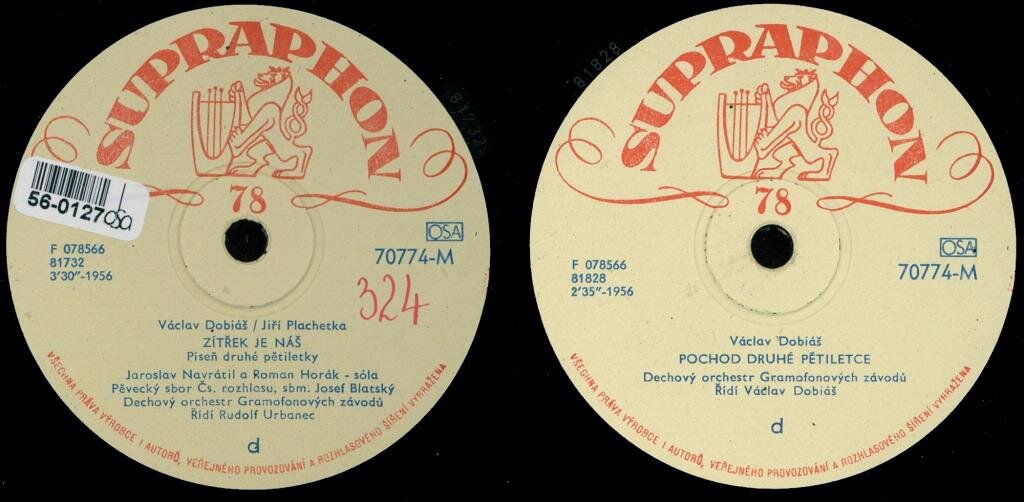 SUPRAPHON
78
56-0127
OSA
OSA
F 078566
81732
3'30"-1956
70774-M
324
Václav Dobiáš / Jiří Plachetka
ZÍTŘEK JE NÁŠ
Píseň druhé pětiletky
Jaroslav Navrátil a Roman Horák - sóla
Pěvecký sbor Čs. rozhlasu, sbm. Josef Blatský
Dechový orchestr Gramofonových závodů
Řídí Rudolf Urbanec
d
VŠECHNA PRÁVA VÝROBCE I AUTORŮ, VEŘEJNÉHO PROVOZOVÁNÍ A ROZHLASOVÉHO ŠÍŘENÍ VYHRAŽENA
81828
SUPRAPHON
78
OSA
F 078566
81828
2'35"-1956
70774-M
Václav Dobiáš
POCHOD DRUHÉ PĚTILETCE
Dechový orchestr Gramofonových závodů
Řídí Václav Dobiáš
d
VŠECHNA PRÁVA VÝROBCE I AUTORŮ, VEŘEJNÉHO PROVOZOVÁNÍ A ROZHLASOVÉHO ŠÍŘENÍ VYHRAŽENA